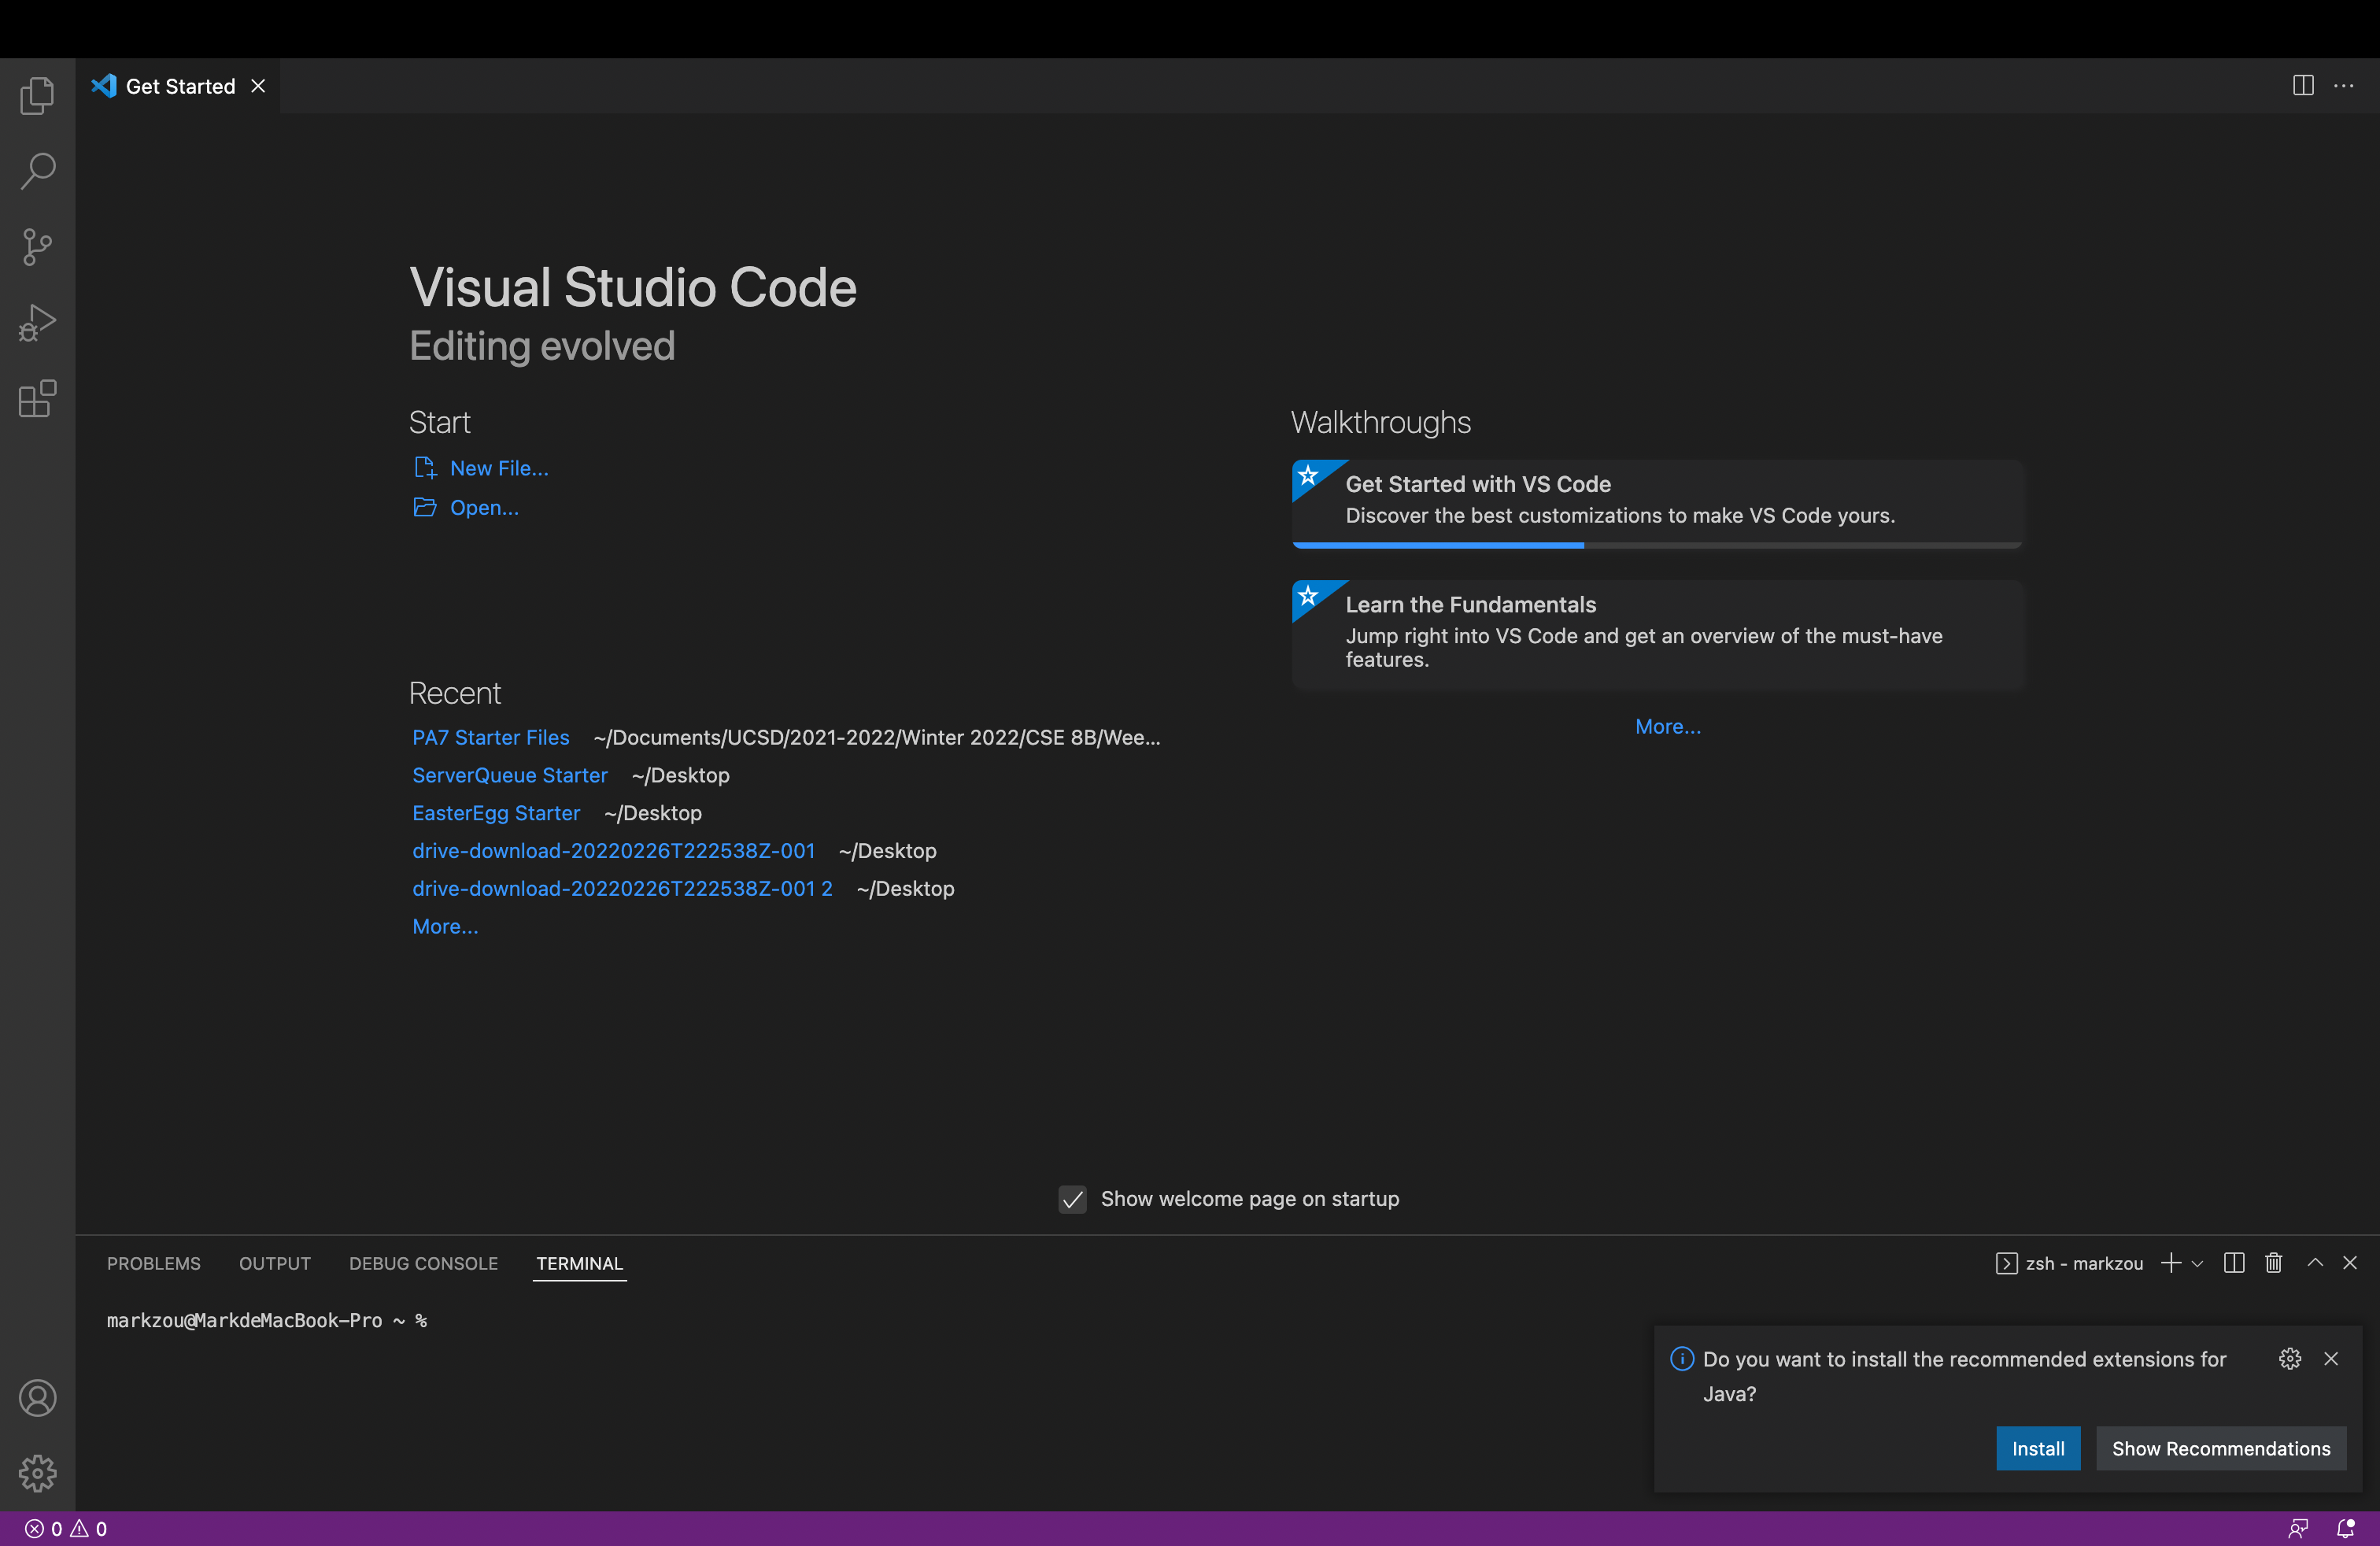 Get Started
Visual Studio Code
Editing evolved
Start
New File...
Open...
Recent
PA7 Starter Files ~/Documents/UCSD/2021-2022/Winter 2022/CSE 8B/Wee...
ServerQueue Starter ~/Desktop
EasterEgg Starter ~/Desktop
drive-download-20220226T222538Z-001 ~/Desktop
drive-download-20220226T222538Z-001 2 ~/Desktop
More...
Walkthroughs
Get Started with VS Code
Discover the best customizations to make VS Code yours.
Learn the Fundamentals
Jump right into VS Code and get an overview of the must-have
features.
More...
Show welcome page on startup
PROBLEMS OUTPUT DEBUG CONSOLE TERMINAL
zsh - markzou
markzou@MarkdeMacBook-Pro ~ %
Do you want to install the recommended extensions for
Java?
Install Show Recommendations
0 0